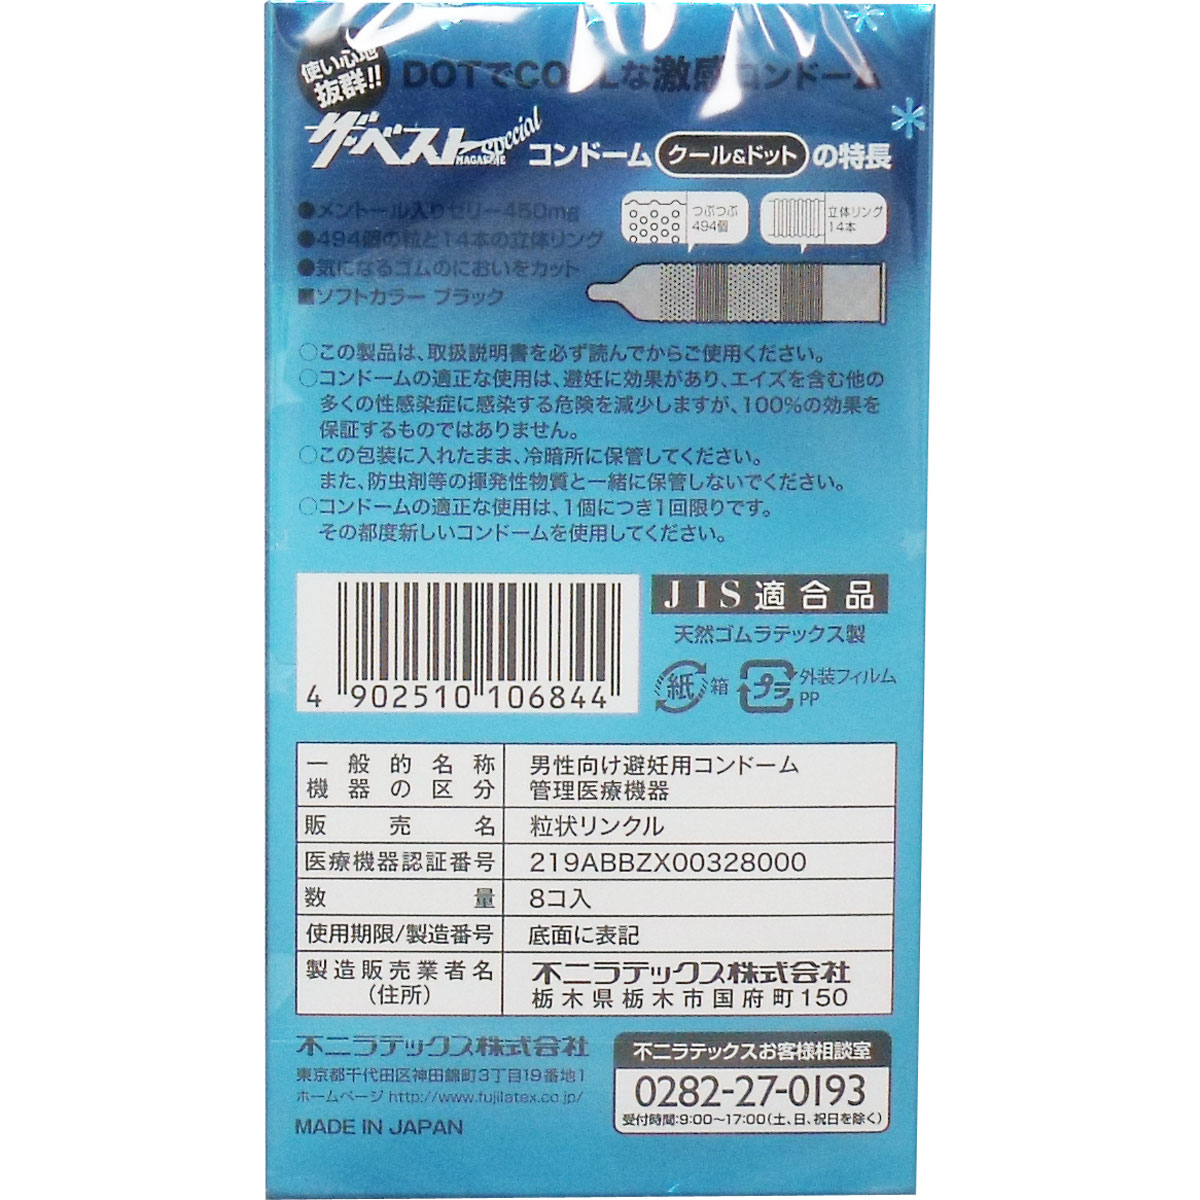 使い心地
抜群!!
DOTでCOOLな激感コンドーム
ザ・ベスト MAGAZINE Special コンドーム クール&ドット の特長
●メントール入りゼリー450mg
●494個の粒と14本の立体リング
●気になるゴムのにおいをカット
■ソフトカラー ブラック
つぶつぶ
494個
立体リング
14本
○この製品は、取扱説明書を必ず読んでからご使用ください。
○コンドームの適正な使用は、避妊に効果があり、エイズを含む他の
多くの性感染症に感染する危険を減少しますが、100%の効果を
保証するものではありません。
○この包装に入れたまま、冷暗所に保管してください。
また、防虫剤等の揮発性物質と一緒に保管しないでください。
○コンドームの適正な使用は、1個につき1回限りです。
その都度新しいコンドームを使用してください。
4 902510 106844
JIS適合品
天然ゴムラテックス製
紙 箱 プラ 外装フィルム
PP
一般的名称 男性向け避妊用コンドーム
機器の区分 管理医療機器
販売名 粒状リンクル
医療機器認証番号 219ABBZX00328000
数量 8コ入
使用期限/製造番号 底面に表記
製造販売業者名 不二ラテックス株式会社
(住所) 栃木県栃木市国府町150
不二ラテックス株式会社
東京都千代田区神田錦町3丁目19番地1
ホームページ http://www.fujilatex.co.jp/
MADE IN JAPAN
不二ラテックスお客様相談室
0282-27-0193
受付時間:9:00~17:00(土、日、祝日を除く)